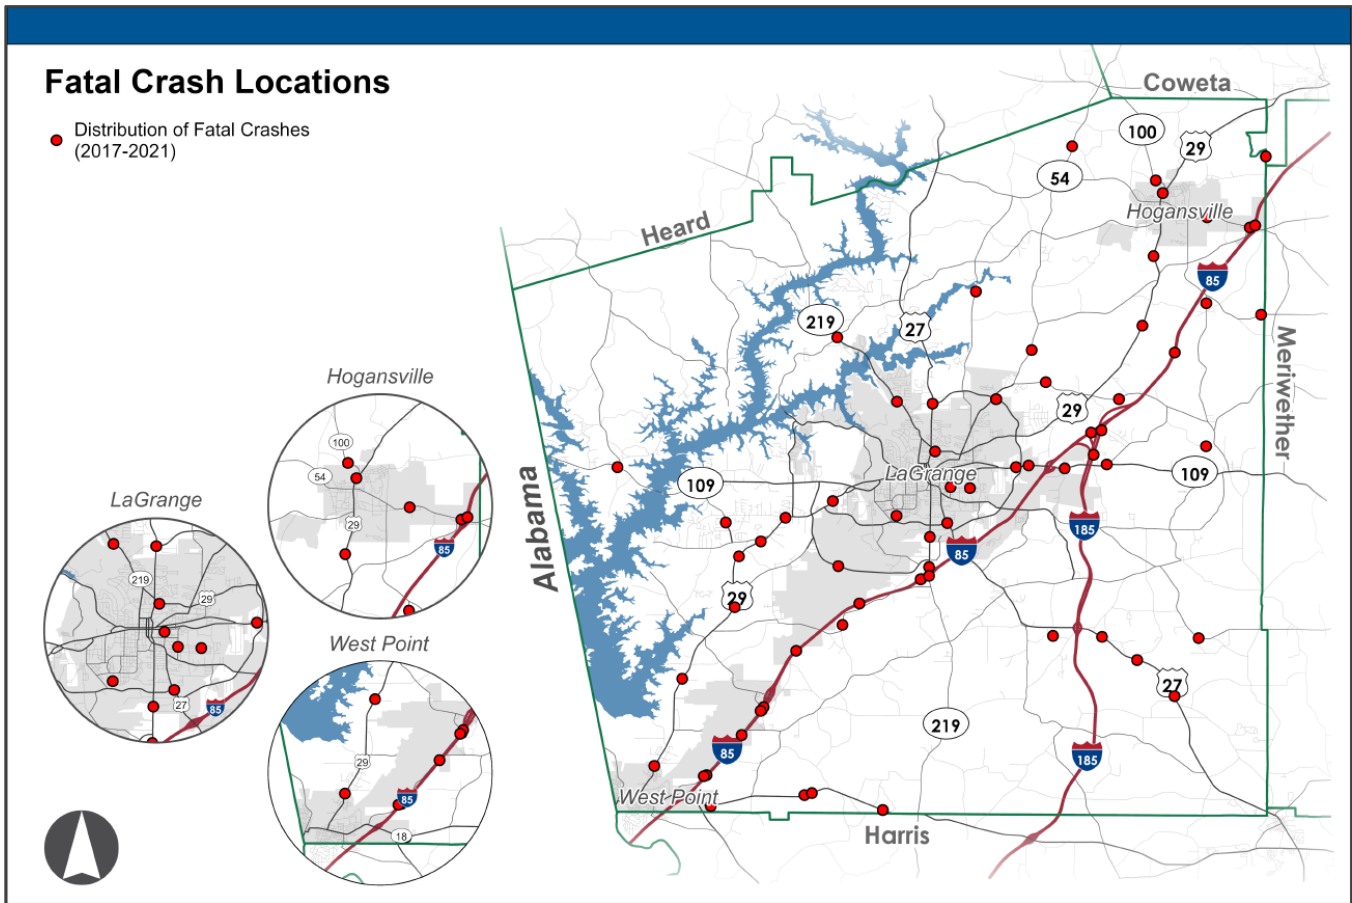 Fatal Crash Locations
Distribution of Fatal Crashes
(2017-2021)
Coweta
100
29
54
Hogansville
Heard
85
219
27
Meriwether
29
Hogansville
100
54
29
85
Alabama
109
LaGrange
109
LaGrange
219
29
27
85
185
85
29
West Point
29
85
18
27
219
85
185
West Point
Harris